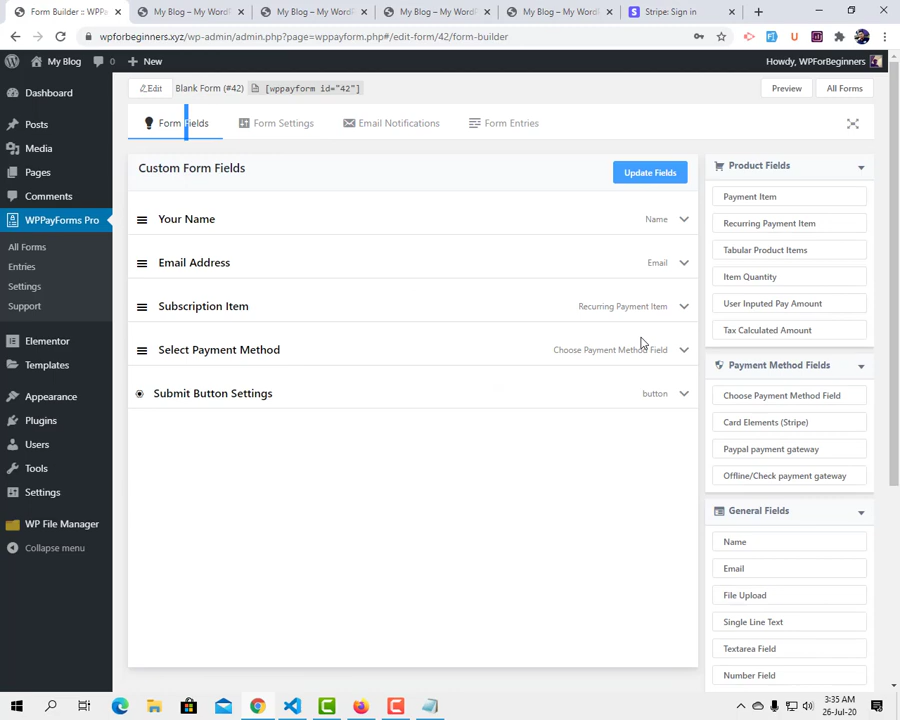 Form Builder :: WPPa
My Blog – My WordPr
My Blog – My WordPr
My Blog – My WordPr
My Blog – My WordPr
Stripe: Sign in
wpforbeginners.xyz/wp-admin/admin.php?page=wppayform.php#/edit-form/42/form-builder
My Blog
0
New
Howdy, WPForBeginners
Dashboard
Posts
Media
Pages
Comments
WPPayForms Pro
All Forms
Entries
Settings
Support
Elementor
Templates
Appearance
Plugins
Users
Tools
Settings
WP File Manager
Collapse menu
Edit
Blank Form (#42)
[wppayform id="42"]
Preview
All Forms
Form Fields
Form Settings
Email Notifications
Form Entries
Custom Form Fields
Update Fields
Your Name
Name
Email Address
Email
Subscription Item
Recurring Payment Item
Select Payment Method
Choose Payment Method Field
Submit Button Settings
button
Product Fields
Payment Item
Recurring Payment Item
Tabular Product Items
Item Quantity
User Inputed Pay Amount
Tax Calculated Amount
Payment Method Fields
Choose Payment Method Field
Card Elements (Stripe)
Paypal payment gateway
Offline/Check payment gateway
General Fields
Name
Email
File Upload
Single Line Text
Textarea Field
Number Field
3:35 AM
26-Jul-20